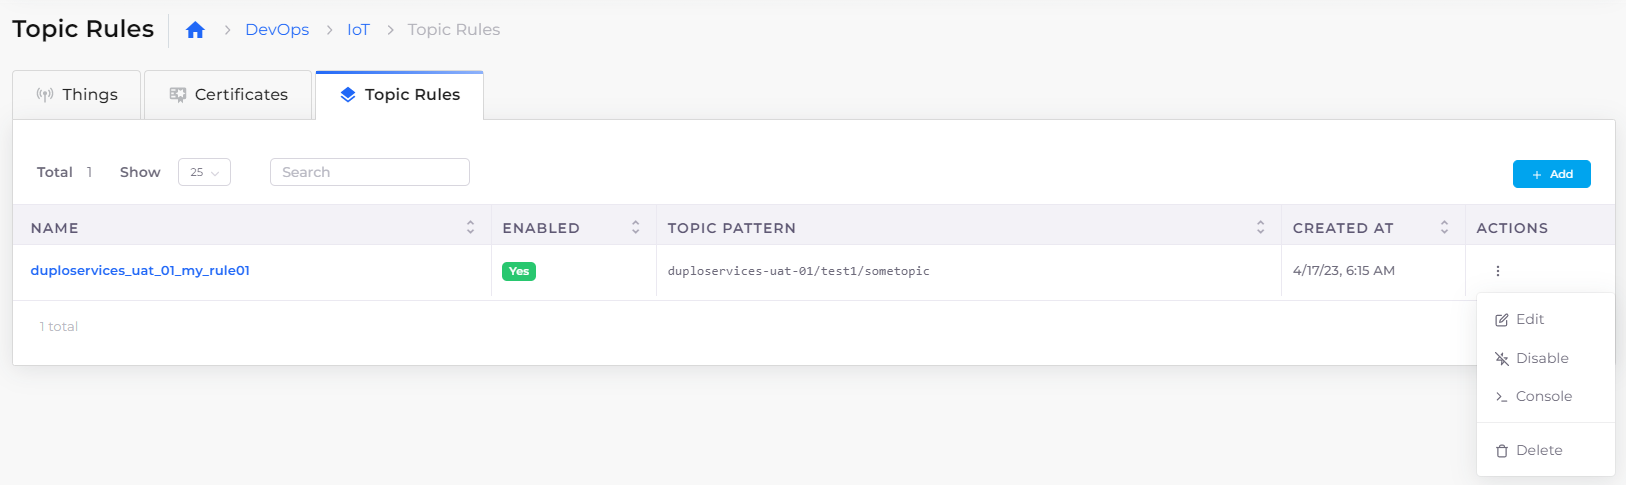 Topic Rules DevOps IoT Topic Rules
Things Certificates Topic Rules
Total 1 Show 25 Search + Add
NAME ENABLED TOPIC PATTERN CREATED AT ACTIONS
duploservices_uat_01_my_rule01 Yes duploservices-uat-01/test1/sometopic 4/17/23, 6:15 AM
1 total
Edit
Disable
Console
Delete